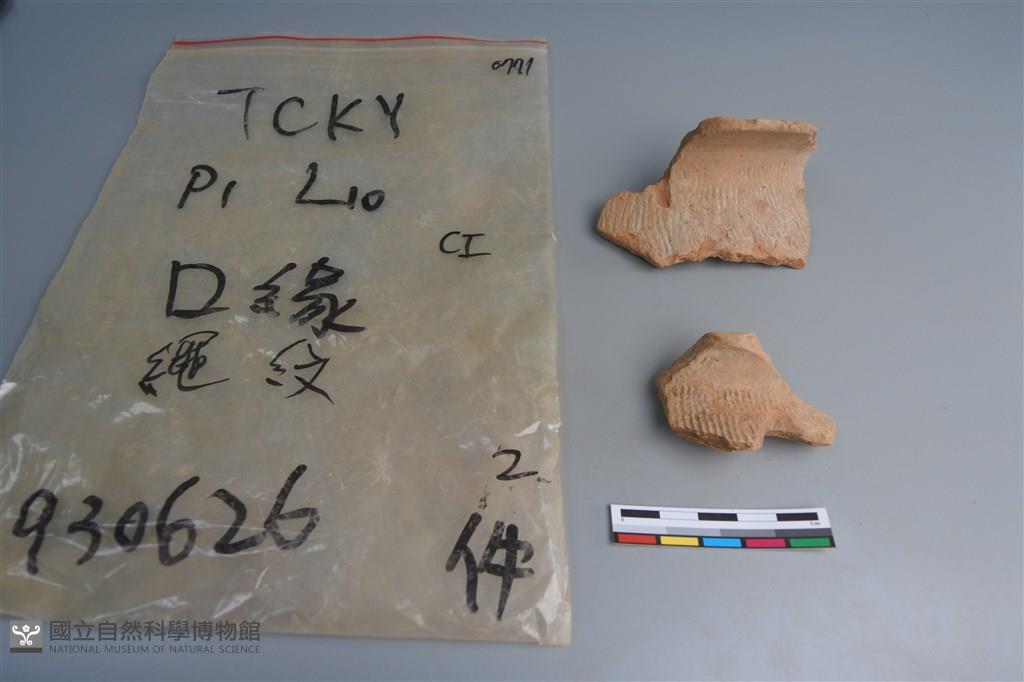 0771
TCKY
P1 L10
CI
口緣
繩紋
930626
2
件
國立自然科學博物館
NATIONAL MUSEUM OF NATURAL SCIENCE